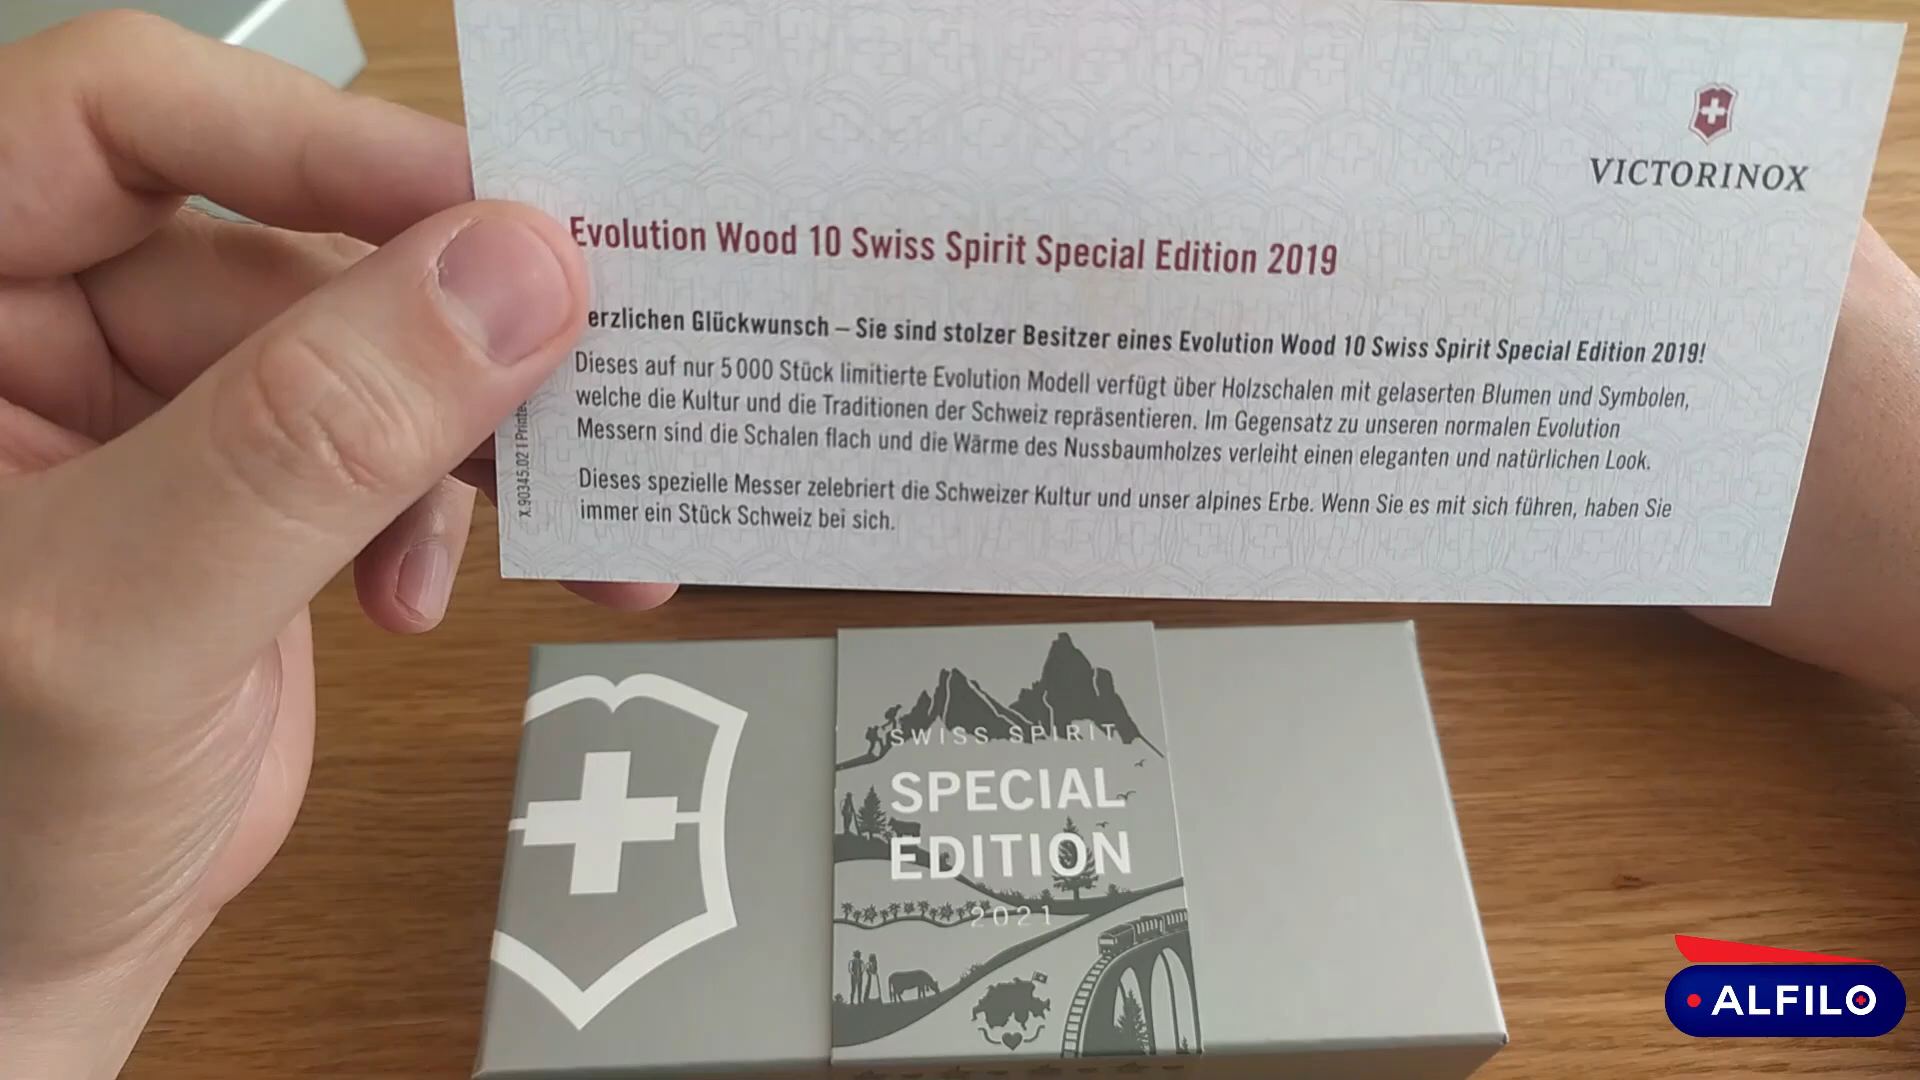 VICTORINOX
Evolution Wood 10 Swiss Spirit Special Edition 2019
erzlichen Glückwunsch – Sie sind stolzer Besitzer eines Evolution Wood 10 Swiss Spirit Special Edition 2019!
Dieses auf nur 5 000 Stück limitierte Evolution Modell verfügt über Holzschalen mit gelaserten Blumen und Symbolen,
welche die Kultur und die Traditionen der Schweiz repräsentieren. Im Gegensatz zu unseren normalen Evolution
Messern sind die Schalen flach und die Wärme des Nussbaumholzes verleiht einen eleganten und natürlichen Look.
Dieses spezielle Messer zelebriert die Schweizer Kultur und unser alpines Erbe. Wenn Sie es mit sich führen, haben Sie
immer ein Stück Schweiz bei sich.
X.90345.02 | Printe
SWISS SPIRIT
SPECIAL
EDITION
2021
ALFILO